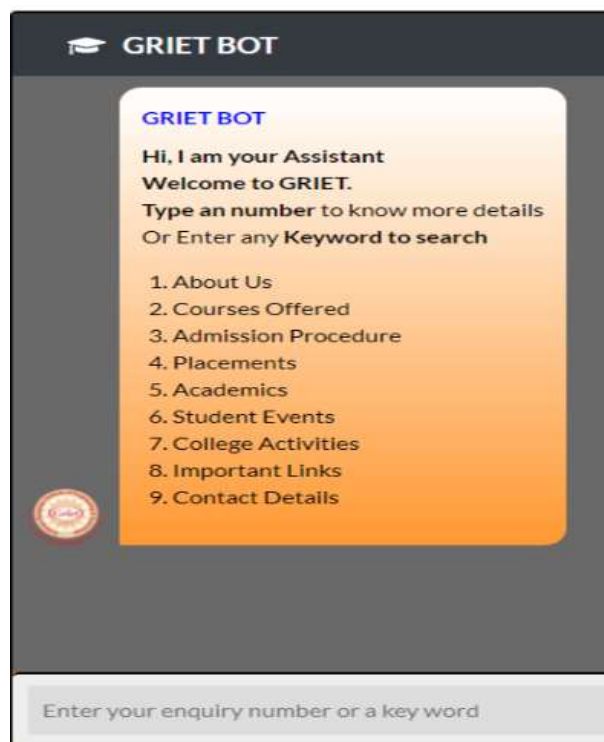 GRIET BOT
GRIET BOT
Hi, I am your Assistant
Welcome to GRIET.
Type an number to know more details
Or Enter any Keyword to search
1. About Us
2. Courses Offered
3. Admission Procedure
4. Placements
5. Academics
6. Student Events
7. College Activities
8. Important Links
9. Contact Details
Enter your enquiry number or a key word